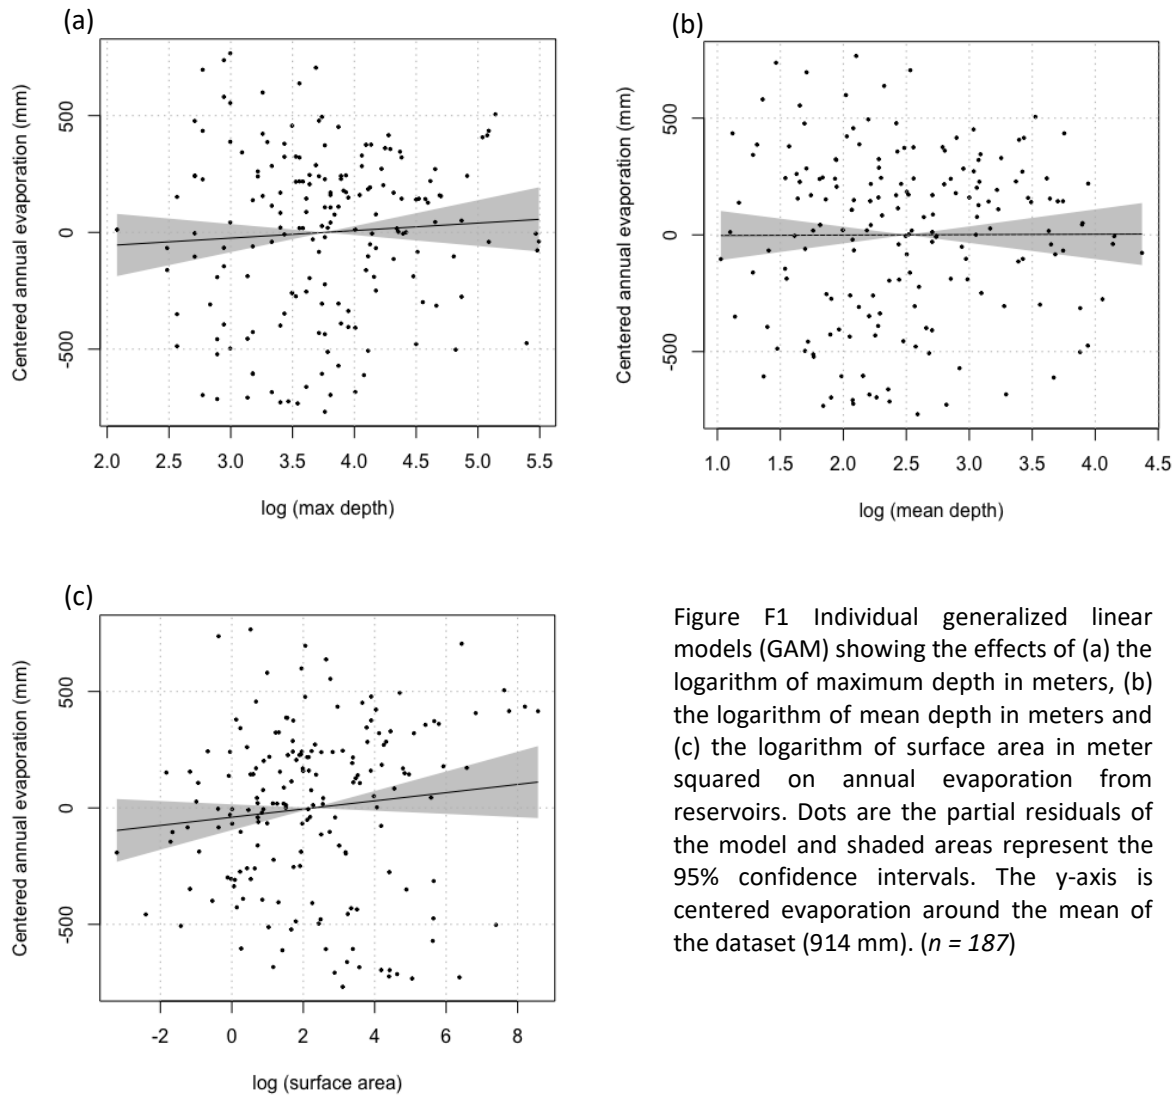 (a)
Centered annual evaporation (mm)
500
0
-500
2.0 2.5 3.0 3.5 4.0 4.5 5.0 5.5
log (max depth)
(b)
Centered annual evaporation (mm)
500
0
-500
1.0 1.5 2.0 2.5 3.0 3.5 4.0 4.5
log (mean depth)
(c)
Centered annual evaporation (mm)
500
0
-500
-2 0 2 4 6 8
log (surface area)
Figure F1 Individual generalized linear
models (GAM) showing the effects of (a) the
logarithm of maximum depth in meters, (b)
the logarithm of mean depth in meters and
(c) the logarithm of surface area in meter
squared on annual evaporation from
reservoirs. Dots are the partial residuals of
the model and shaded areas represent the
95% confidence intervals. The y-axis is
centered evaporation around the mean of
the dataset (914 mm). (n = 187)